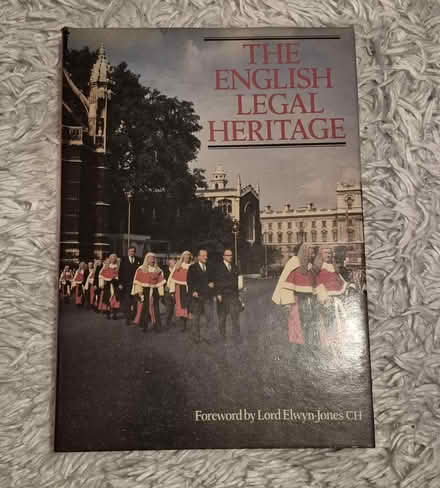 THE
ENGLISH
LEGAL
HERITAGE
Foreword by Lord Elwyn-Jones CH